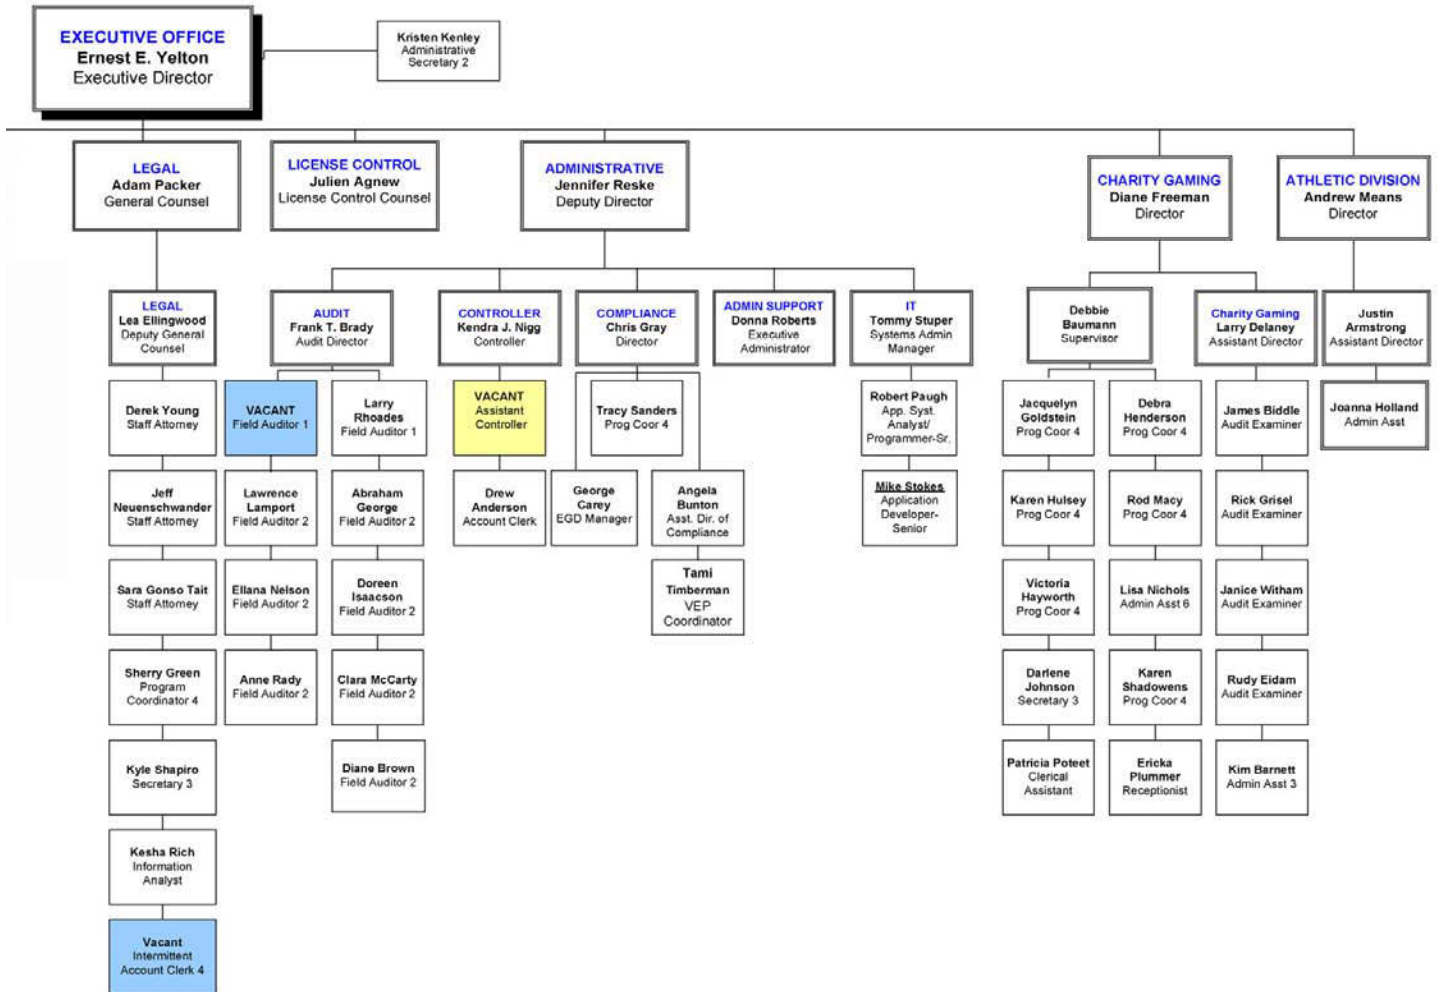 EXECUTIVE OFFICE
Ernest E. Yelton
Executive Director
Kristen Kenley
Administrative
Secretary 2
LEGAL
Adam Packer
General Counsel
LICENSE CONTROL
Julien Agnew
License Control Counsel
ADMINISTRATIVE
Jennifer Reske
Deputy Director
CHARITY GAMING
Diane Freeman
Director
ATHLETIC DIVISION
Andrew Means
Director
LEGAL
Lea Ellingwood
Deputy General
Counsel
AUDIT
Frank T. Brady
Audit Director
CONTROLLER
Kendra J. Nigg
Controller
COMPLIANCE
Chris Gray
Director
ADMIN SUPPORT
Donna Roberts
Executive
Administrator
IT
Tommy Stuper
Systems Admin
Manager
Debbie
Baumann
Supervisor
Charity Gaming
Larry Delaney
Assistant Director
Justin
Armstrong
Assistant Director
Derek Young
Staff Attorney
VACANT
Field Auditor 1
Larry
Rhoades
Field Auditor 1
VACANT
Assistant
Controller
Tracy Sanders
Prog Coor 4
Robert Paugh
App. Syst.
Analyst/
Programmer-Sr.
Jacquelyn
Goldstein
Prog Coor 4
Debra
Henderson
Prog Coor 4
James Biddle
Audit Examiner
Joanna Holland
Admin Asst
Jeff
Neuenschwander
Staff Attorney
Lawrence
Lamport
Field Auditor 2
Abraham
George
Field Auditor 2
Drew
Anderson
Account Clerk
George
Carey
EGD Manager
Angela
Bunton
Asst. Dir. of
Compliance
Mike Stokes
Application
Developer-
Senior
Karen Hulsey
Prog Coor 4
Rod Macy
Prog Coor 4
Rick Grisel
Audit Examiner
Sara Gonso Tait
Staff Attorney
Ellana Nelson
Field Auditor 2
Doreen
Isaacson
Field Auditor 2
Tami
Timberman
VEP
Coordinator
Victoria
Hayworth
Prog Coor 4
Lisa Nichols
Admin Asst 6
Janice Witham
Audit Examiner
Sherry Green
Program
Coordinator 4
Anne Rady
Field Auditor 2
Clara McCarty
Field Auditor 2
Darlene
Johnson
Secretary 3
Karen
Shadowens
Prog Coor 4
Rudy Eidam
Audit Examiner
Kyle Shapiro
Secretary 3
Diane Brown
Field Auditor 2
Patricia Poteet
Clerical
Assistant
Ericka
Plummer
Receptionist
Kim Barnett
Admin Asst 3
Kesha Rich
Information
Analyst
Vacant
Intermittent
Account Clerk 4